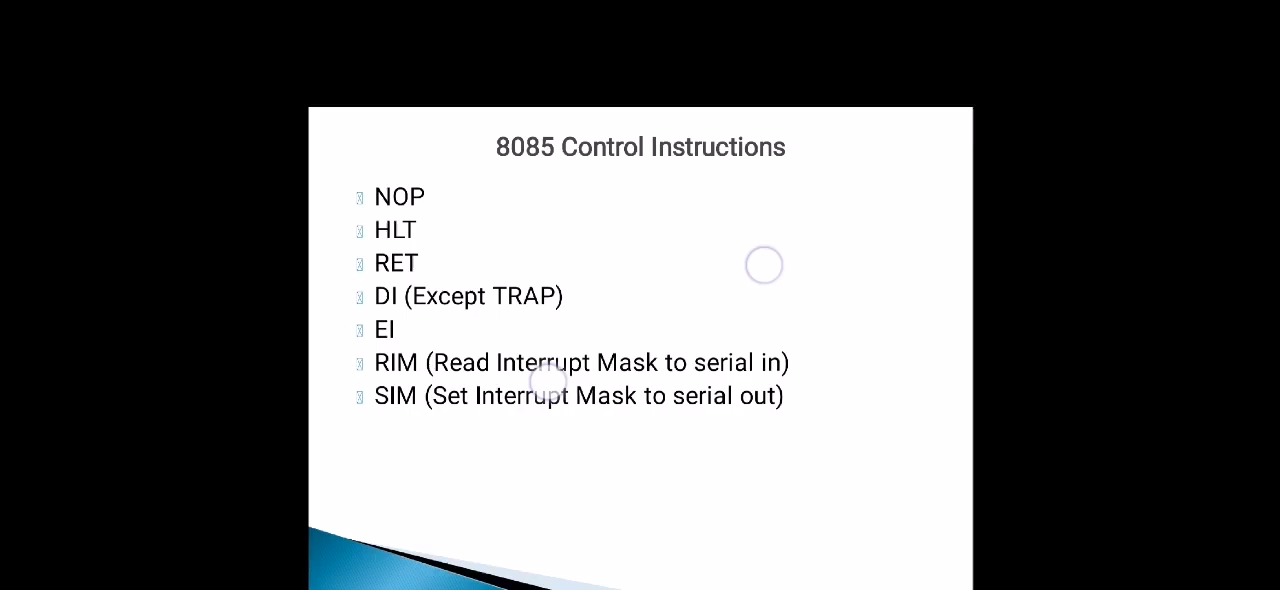 8085 Control Instructions
NOP
HLT
RET
DI (Except TRAP)
EI
RIM (Read Interrupt Mask to serial in)
SIM (Set Interrupt Mask to serial out)